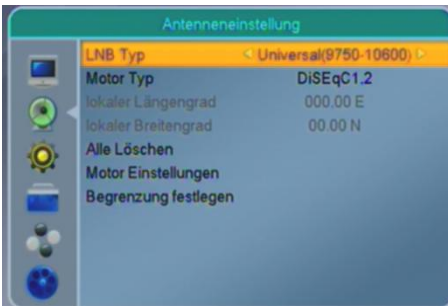 Antenneneinstellung
LNB Typ Universal(9750-10600)
Motor Typ DiSEqC1.2
lokaler Längengrad 000.00 E
lokaler Breitengrad 00.00 N
Alle Löschen
Motor Einstellungen
Begrenzung festlegen